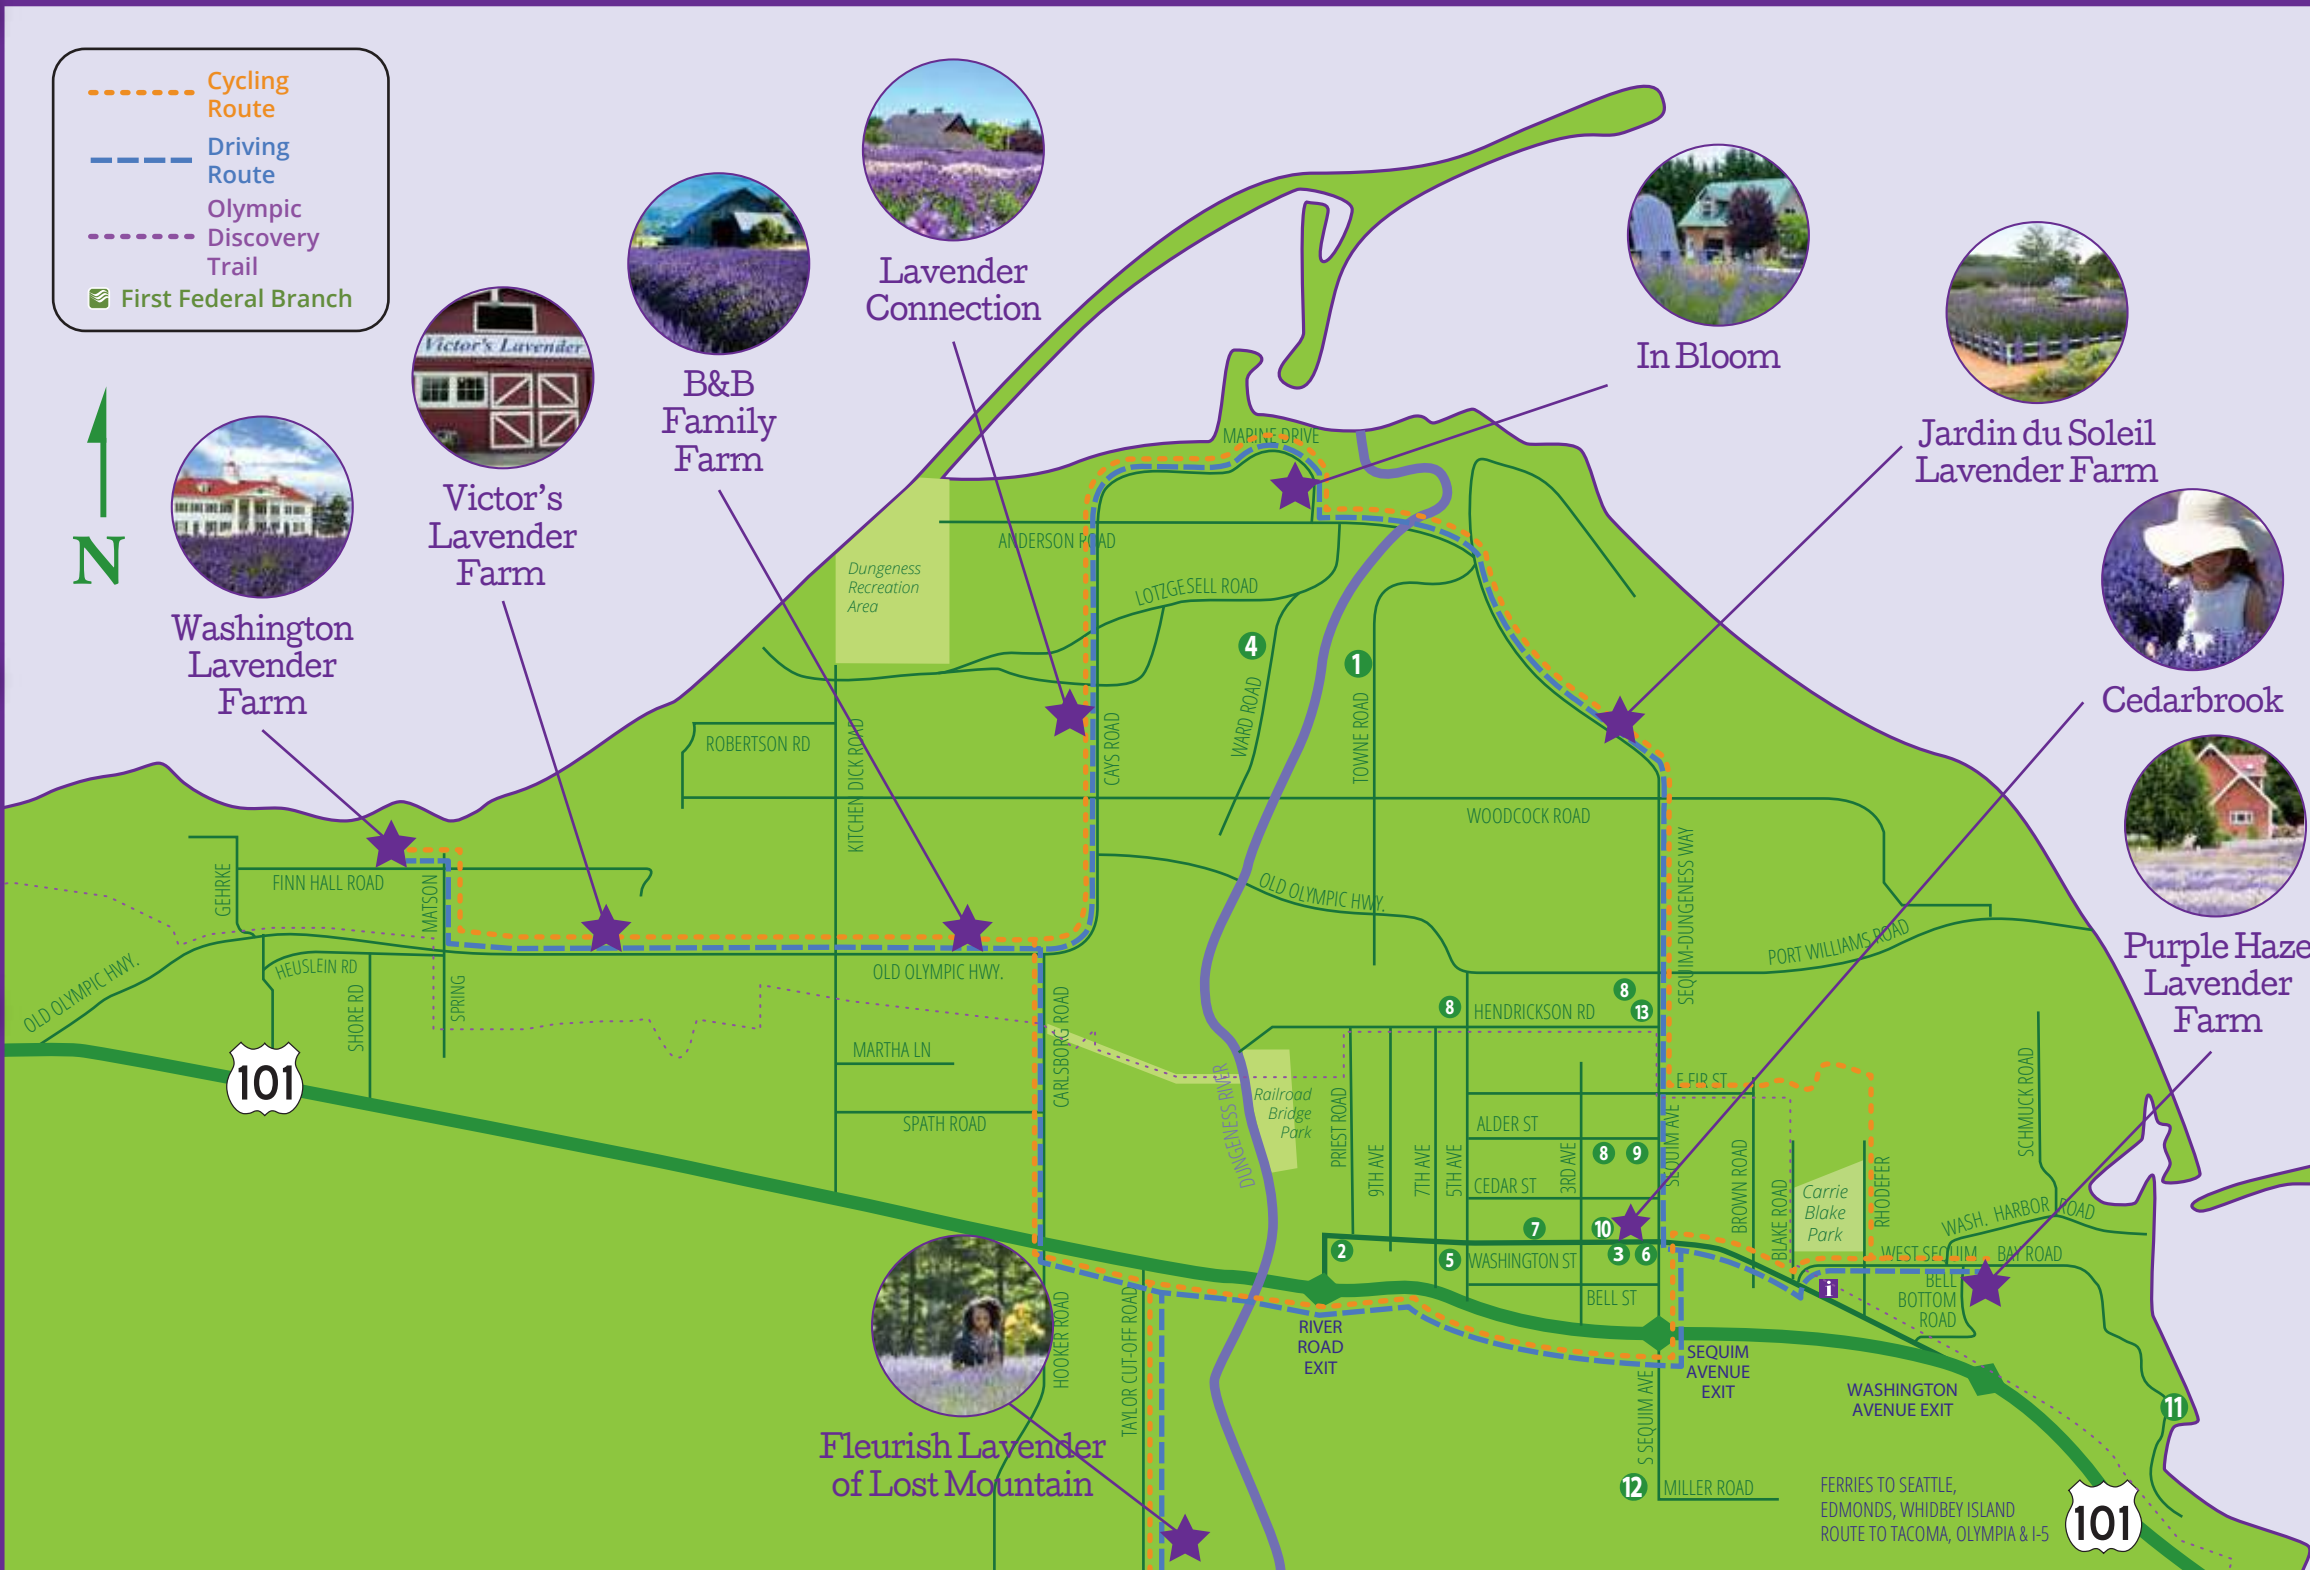 Cycling
Route
Driving
Route
Olympic
Discovery
Trail
First Federal Branch
N
Washington
Lavender
Farm
Victor's Lavender
Victor's
Lavender
Farm
B&B
Family
Farm
Lavender
Connection
In Bloom
Jardin du Soleil
Lavender Farm
Cedarbrook
Purple Haze
Lavender
Farm
Fleurish Lavender
of Lost Mountain
MARINE DRIVE
ANDERSON ROAD
Dungeness
Recreation
Area
LOTZGESELL ROAD
4
1
WARD ROAD
TOWNE ROAD
CAYS ROAD
ROBERTSON RD
KITCHEN DICK ROAD
WOODCOCK ROAD
SEQUIM-DUNGENESS WAY
GEHRKE
FINN HALL ROAD
MATSON
OLD OLYMPIC HWY.
PORT WILLIAMS ROAD
OLD OLYMPIC HWY.
HEUSLEIN RD
SHORE RD
SPRING
OLD OLYMPIC HWY.
CARLSBORG ROAD
8
8
13
HENDRICKSON RD
101
MARTHA LN
SPATH ROAD
DUNGENESS RIVER
Railroad
Bridge
Park
PRIEST ROAD
9TH AVE
7TH AVE
5TH AVE
3RD AVE
E FIR ST
ALDER ST
8
9
CEDAR ST
SEQUIM AVE
BROWN ROAD
BLAKE ROAD
Carrie
Blake
Park
RHODEFER
SCHMUCK ROAD
WASH. HARBOR ROAD
7
10
2
5
WASHINGTON ST
3
6
WEST SEQUIM BAY ROAD
BELL
BOTTOM
ROAD
i
BELL ST
HOOKER ROAD
TAYLOR CUT-OFF ROAD
RIVER
ROAD
EXIT
SEQUIM
AVENUE
EXIT
WASHINGTON
AVENUE EXIT
S SEQUIM AVE
11
12
MILLER ROAD
FERRIES TO SEATTLE,
EDMONDS, WHIDBEY ISLAND
ROUTE TO TACOMA, OLYMPIA & I-5
101